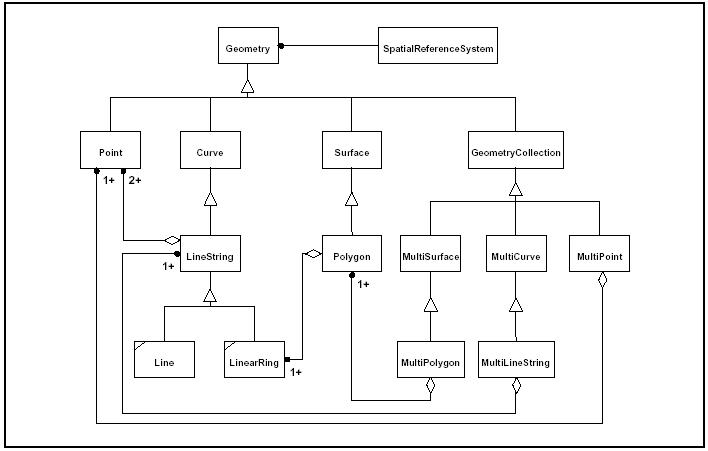 Geometry
SpatialReferenceSystem
Point
Curve
Surface
GeometryCollection
1+
2+
LineString
Polygon
MultiSurface
MultiCurve
MultiPoint
1+
1+
Line
LinearRing
1+
MultiPolygon
MultiLineString